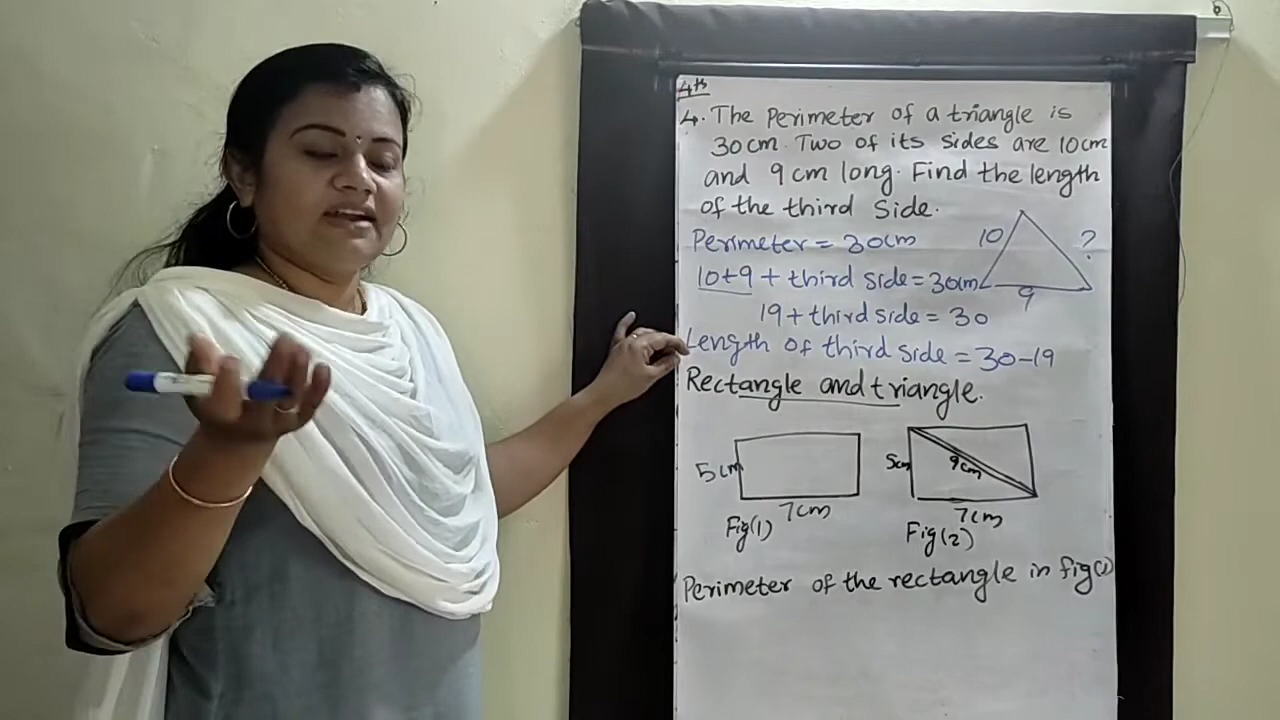 4th
4. The Perimeter of a triangle is
30cm. Two of its sides are 10cm
and 9cm long. Find the length
of the third side.
Perimeter = 30cm
10+9 + third side = 30cm
19 + third side = 30
Length of third side = 30-19
10
?
9
Rectangle and triangle.
5cm
7cm
Fig(1)
5cm
9cm
7cm
Fig(2)
Perimeter of the rectangle in fig(1)